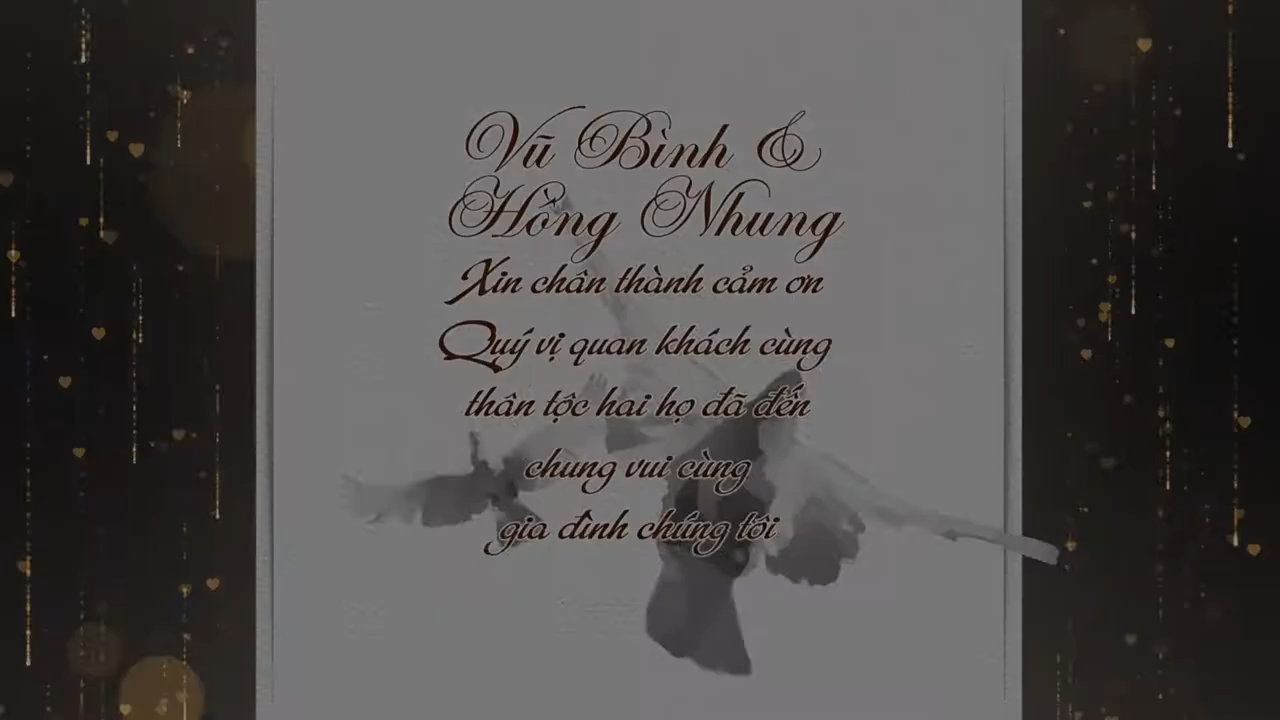 Vũ Bình &
Hồng Nhung
Xin chân thành cảm ơn
Quý vị quan khách cùng
thân tộc hai họ đã đến
chung vui cùng
gia đình chúng tôi